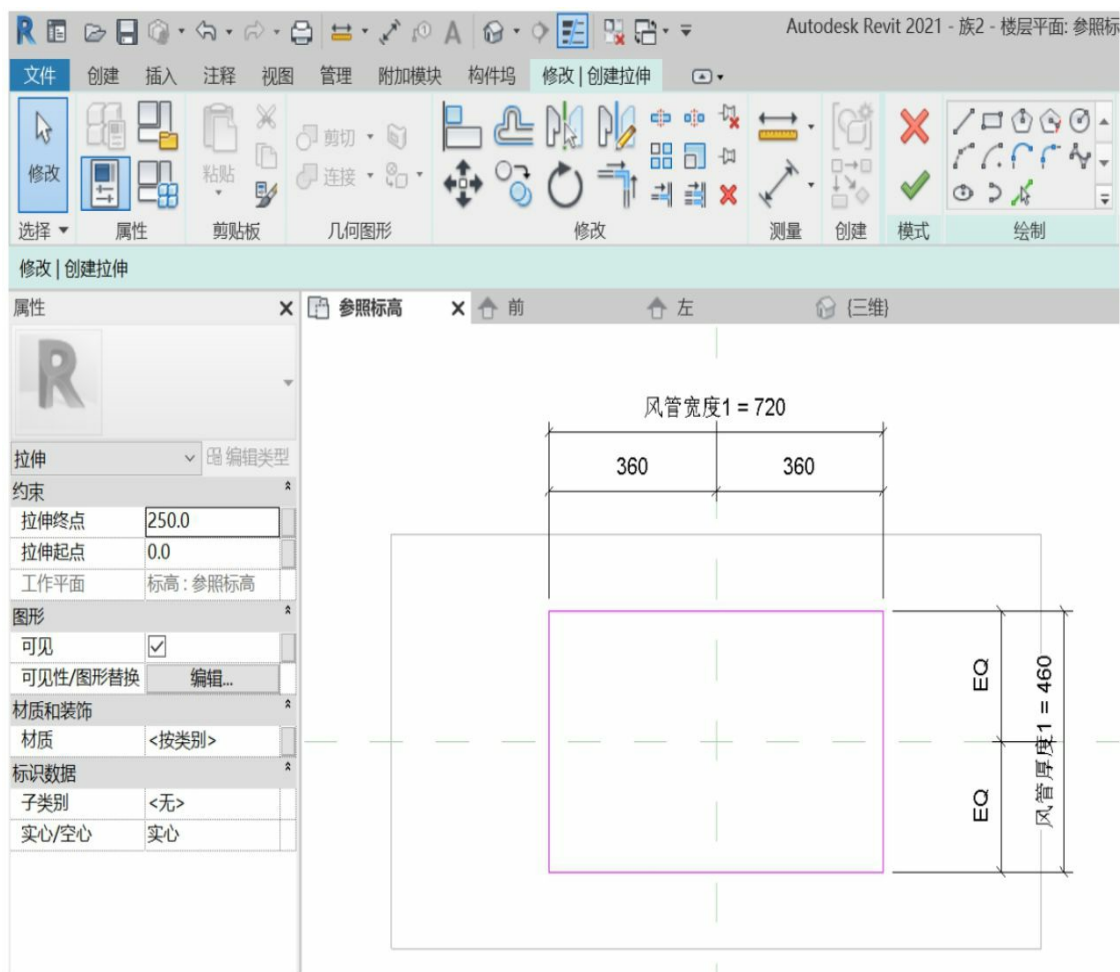 Autodesk Revit 2021 - 族2 - 楼层平面: 参照标
文件 创建 插入 注释 视图 管理 附加模块 构件坞 修改 | 创建拉伸
修改 粘贴 剪切 连接
选择 属性 剪贴板 几何图形 修改 测量 创建 模式 绘制
修改 | 创建拉伸
属性
参照标高 前 左 {三维}
拉伸 编辑类型
约束
拉伸终点 250.0
拉伸起点 0.0
工作平面 标高 : 参照标高
图形
可见
可见性/图形替换 编辑...
材质和装饰
材质 <按类别>
标识数据
子类别 <无>
实心/空心 实心
风管宽度1 = 720
360 360
EQ
EQ
风管厚度1 = 460